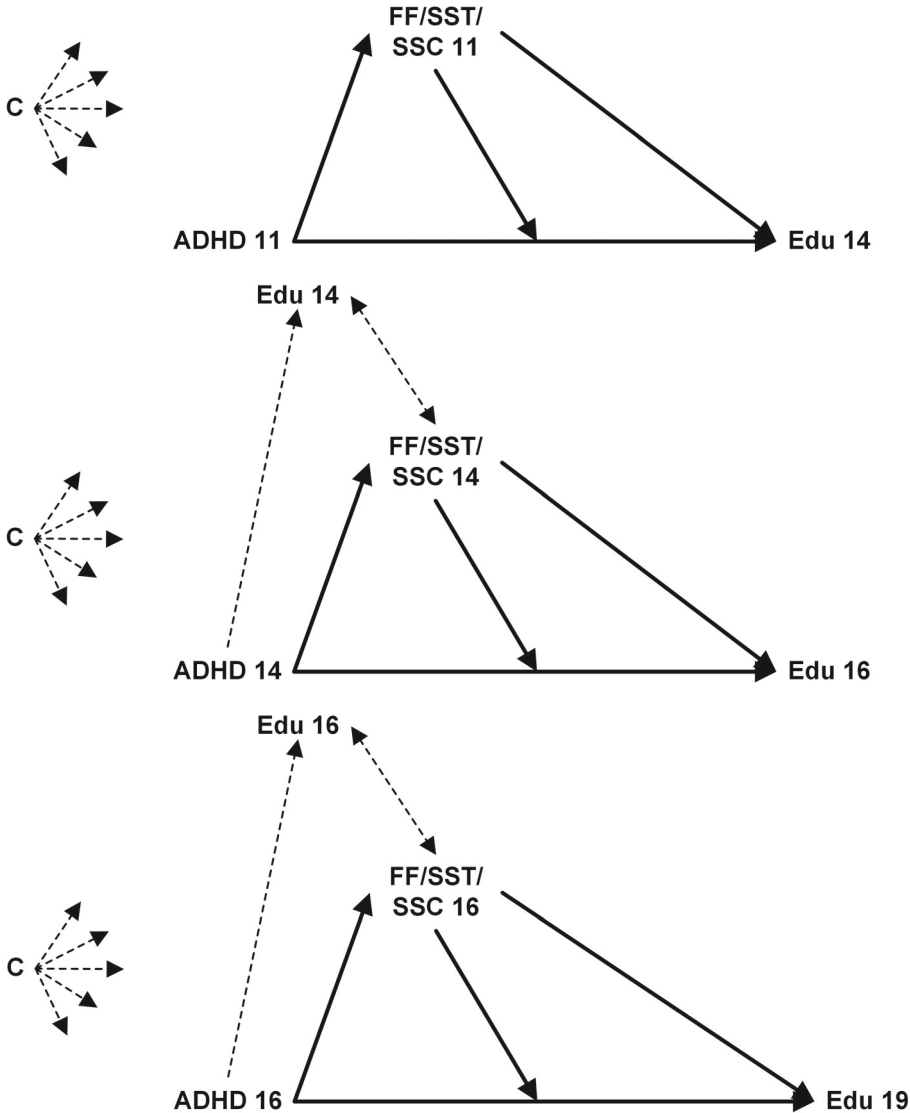 FF/SST/
SSC 11
C
ADHD 11
Edu 14
Edu 14
FF/SST/
SSC 14
C
ADHD 14
Edu 16
Edu 16
FF/SST/
SSC 16
C
ADHD 16
Edu 19